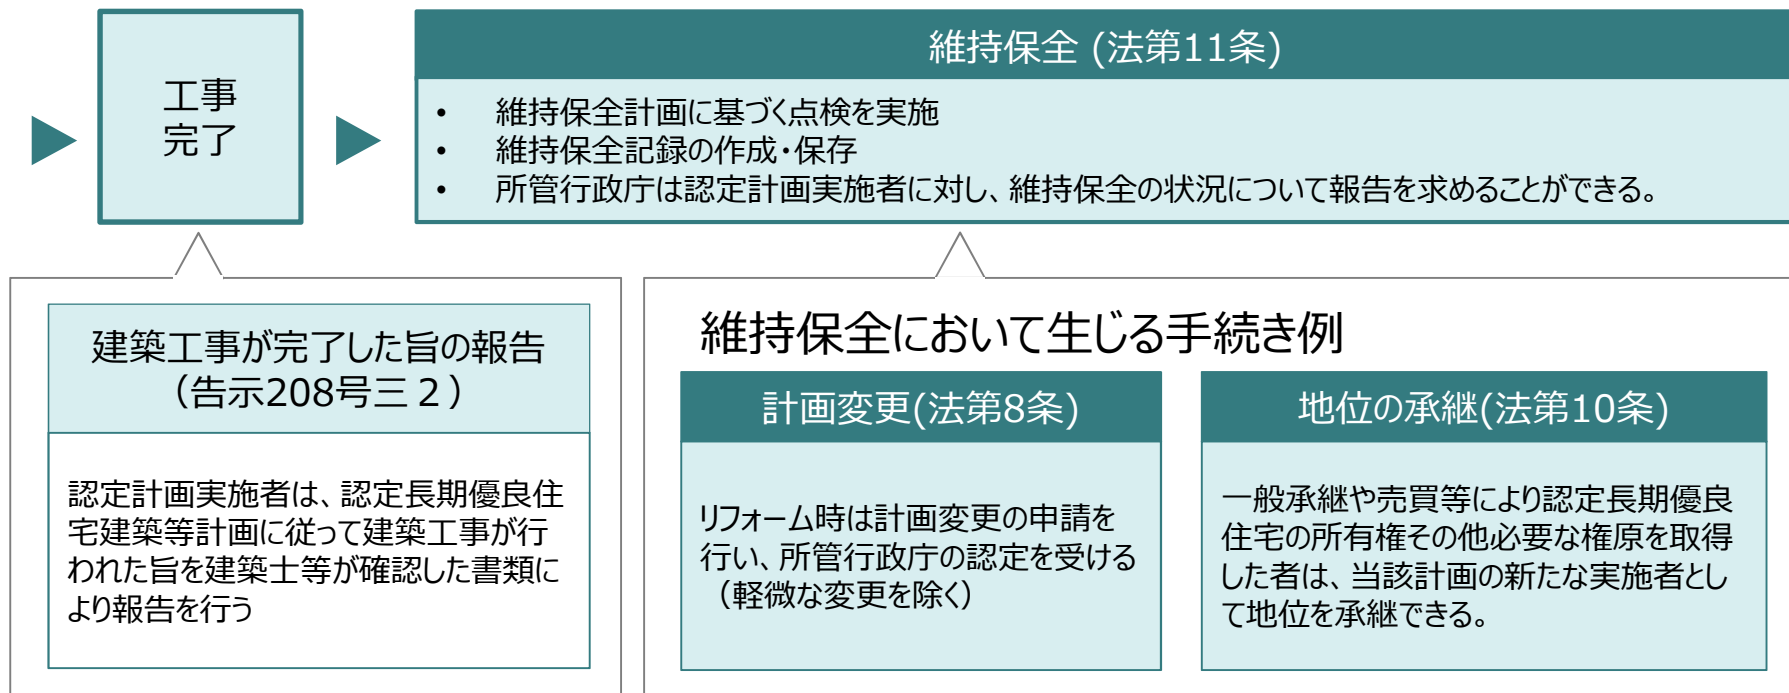 工事
完了
維持保全 (法第11条)
• 維持保全計画に基づく点検を実施
• 維持保全記録の作成・保存
• 所管行政庁は認定計画実施者に対し、維持保全の状況について報告を求めることができる。
建築工事が完了した旨の報告
（告示208号三２）
認定計画実施者は、認定長期優良住
宅建築等計画に従って建築工事が行
われた旨を建築士等が確認した書類に
より報告を行う
維持保全において生じる手続き例
計画変更(法第8条)
リフォーム時は計画変更の申請を
行い、所管行政庁の認定を受ける
（軽微な変更を除く）
地位の承継(法第10条)
一般承継や売買等により認定長期優良
住宅の所有権その他必要な権原を取得
した者は、当該計画の新たな実施者とし
て地位を承継できる。